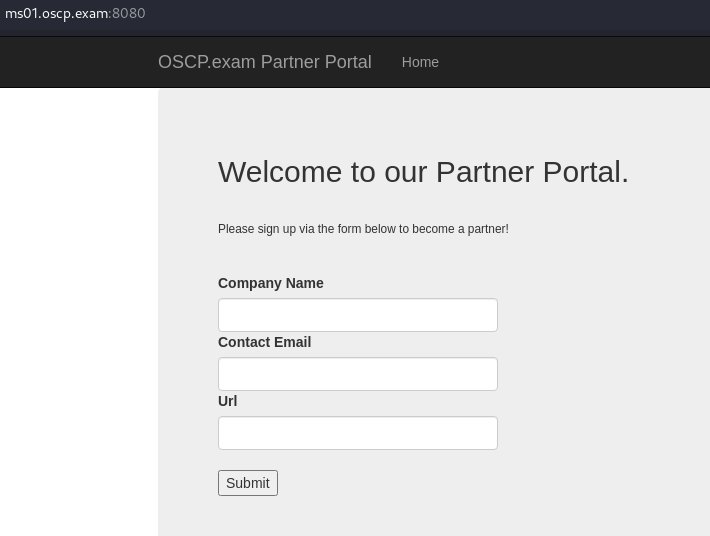 ms01.oscp.exam:8080
OSCP.exam Partner Portal Home
Welcome to our Partner Portal.
Please sign up via the form below to become a partner!
Company Name
Contact Email
Url
Submit